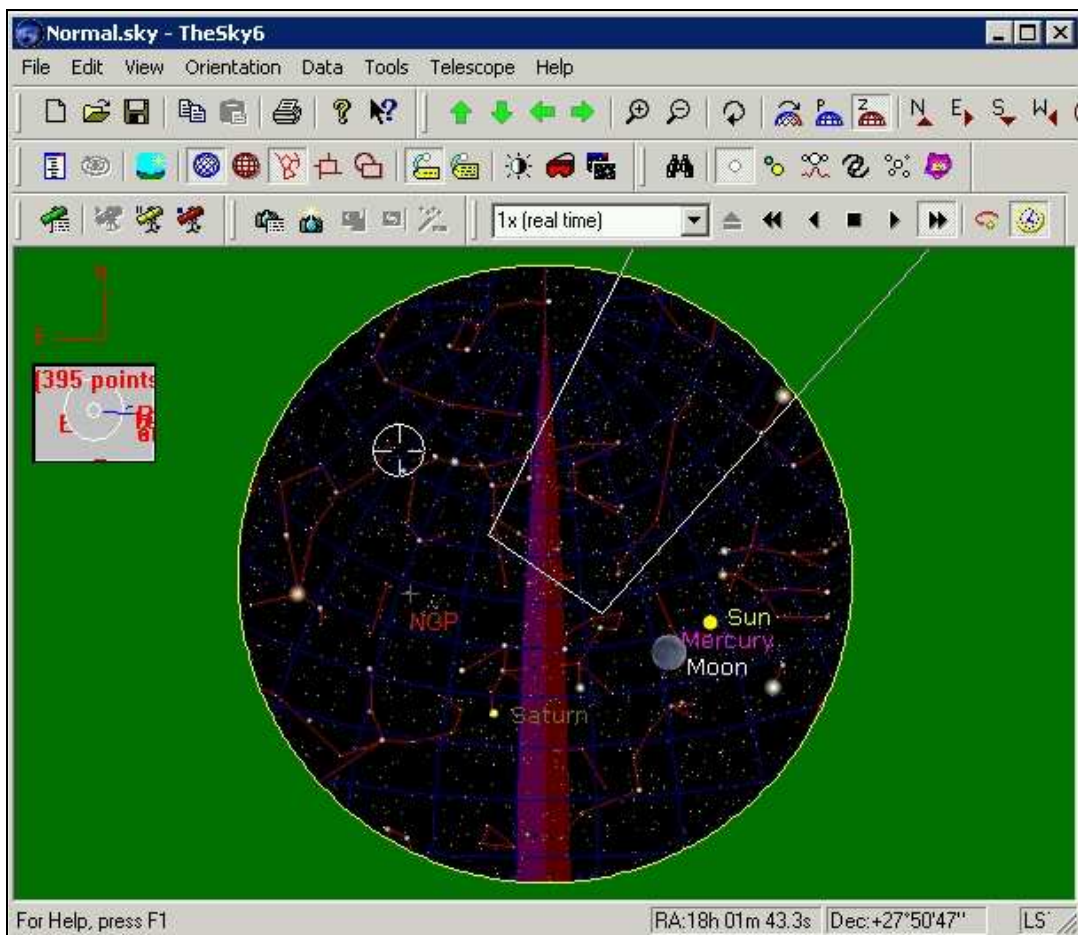 Normal.sky - TheSky6
File Edit View Orientation Data Tools Telescope Help
P Z N E S W
1x (real time)
N
E
(395 points
E
NGP
Sun
Mercury
Moon
Saturn
For Help, press F1 RA:18h 01m 43.3s Dec:+27°50'47"